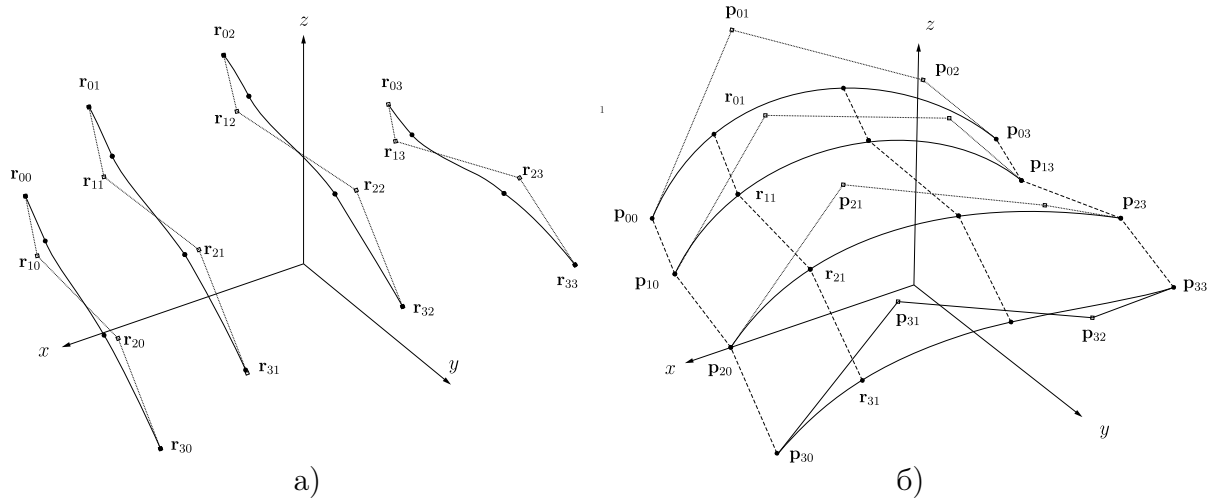 z
r₀₂
r₀₁
r₀₃
r₁₂
r₁₃
r₂₃
r₁₁
r₀₀
r₂₂
r₂₁
r₁₀
r₃₃
r₃₂
r₂₀
x
y
r₃₁
r₃₀
а)
1
p₀₁
z
p₀₂
r₀₁
p₀₃
p₁₃
r₁₁
p₂₁
p₀₀
p₂₃
p₁₀
r₂₁
p₃₃
p₃₁
p₃₂
x
p₂₀
r₃₁
y
p₃₀
б)